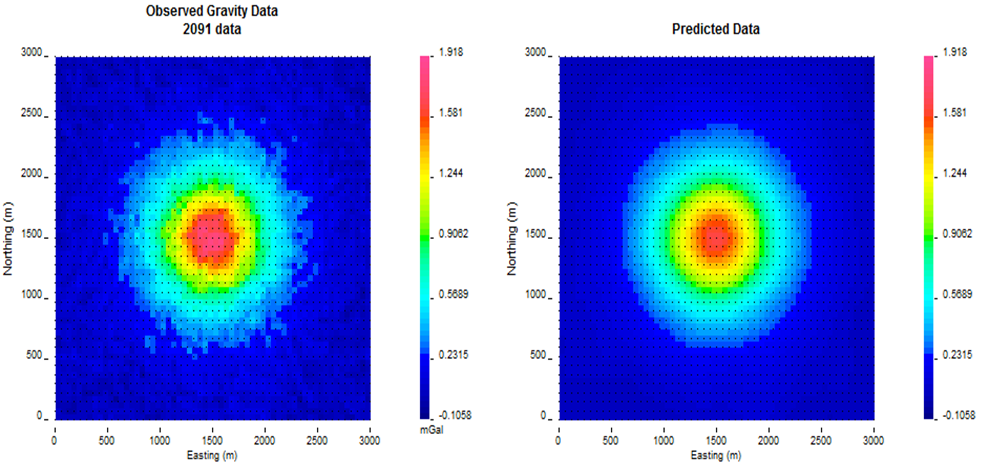 Observed Gravity Data
2091 data
3000
2500
2000
1500
1000
500
0
Northing (m)
0 500 1000 1500 2000 2500 3000
Easting (m)
1.918
1.581
1.244
0.9062
0.5689
0.2315
-0.1058
mGal
Predicted Data
3000
2500
2000
1500
1000
500
0
Northing (m)
0 500 1000 1500 2000 2500 3000
Easting (m)
1.918
1.581
1.244
0.9062
0.5689
0.2315
-0.1058